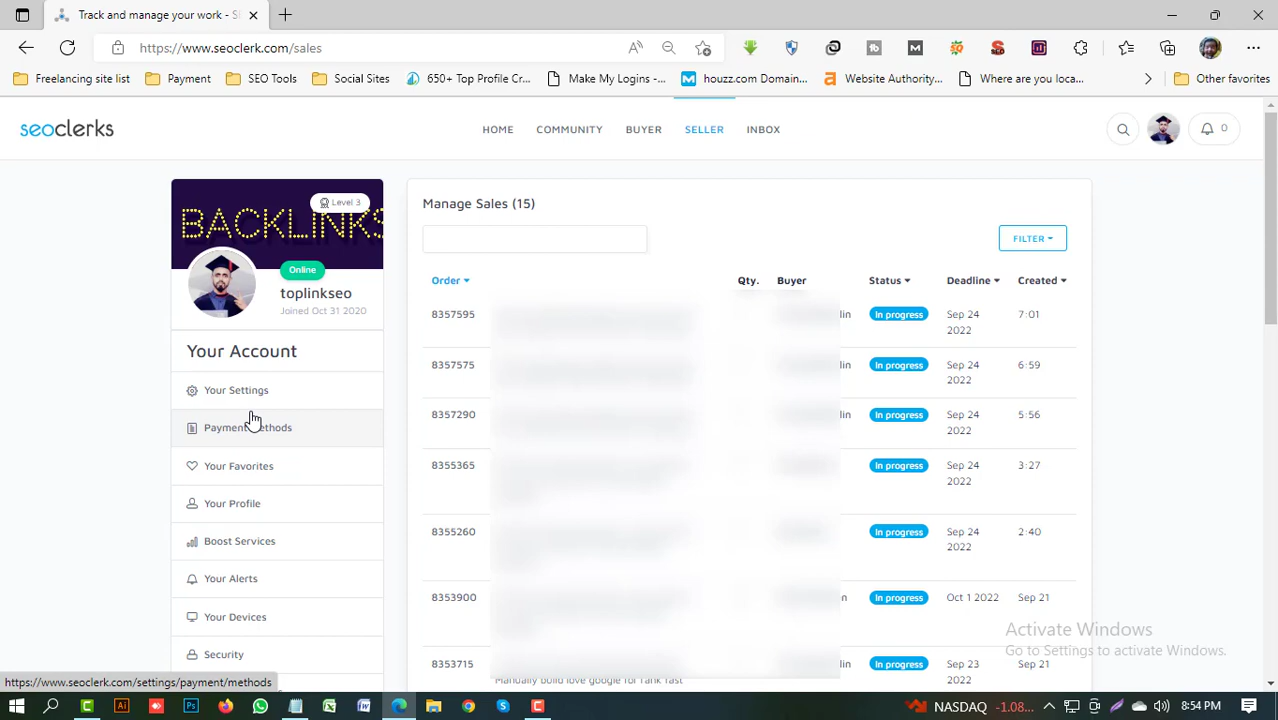 Track and manage your work - S
https://www.seoclerk.com/sales
Freelancing site list
Payment
SEO Tools
Social Sites
650+ Top Profile Cr...
Make My Logins -...
houzz.com Domain...
Website Authority...
Where are you loca...
Other favorites
seoclerks
HOME
COMMUNITY
BUYER
SELLER
INBOX
0
BACKLINKS
Level 3
Online
toplinkseo
Joined Oct 31 2020
Your Account
Your Settings
Payment Methods
Your Favorites
Your Profile
Boost Services
Your Alerts
Your Devices
Security
Manage Sales (15)
FILTER
Order Qty. Buyer Status Deadline Created
8357595 lin In progress Sep 24 2022 7:01
8357575 In progress Sep 24 2022 6:59
8357290 lin In progress Sep 24 2022 5:56
8355365 In progress Sep 24 2022 3:27
8355260 In progress Sep 24 2022 2:40
8353900 n In progress Oct 1 2022 Sep 21
8353715 lin In progress Sep 23 2022 Sep 21
Manually build love google for rank fast
Activate Windows
Go to Settings to activate Windows.
https://www.seoclerk.com/settings/payment/methods
NASDAQ -1.08...
8:54 PM